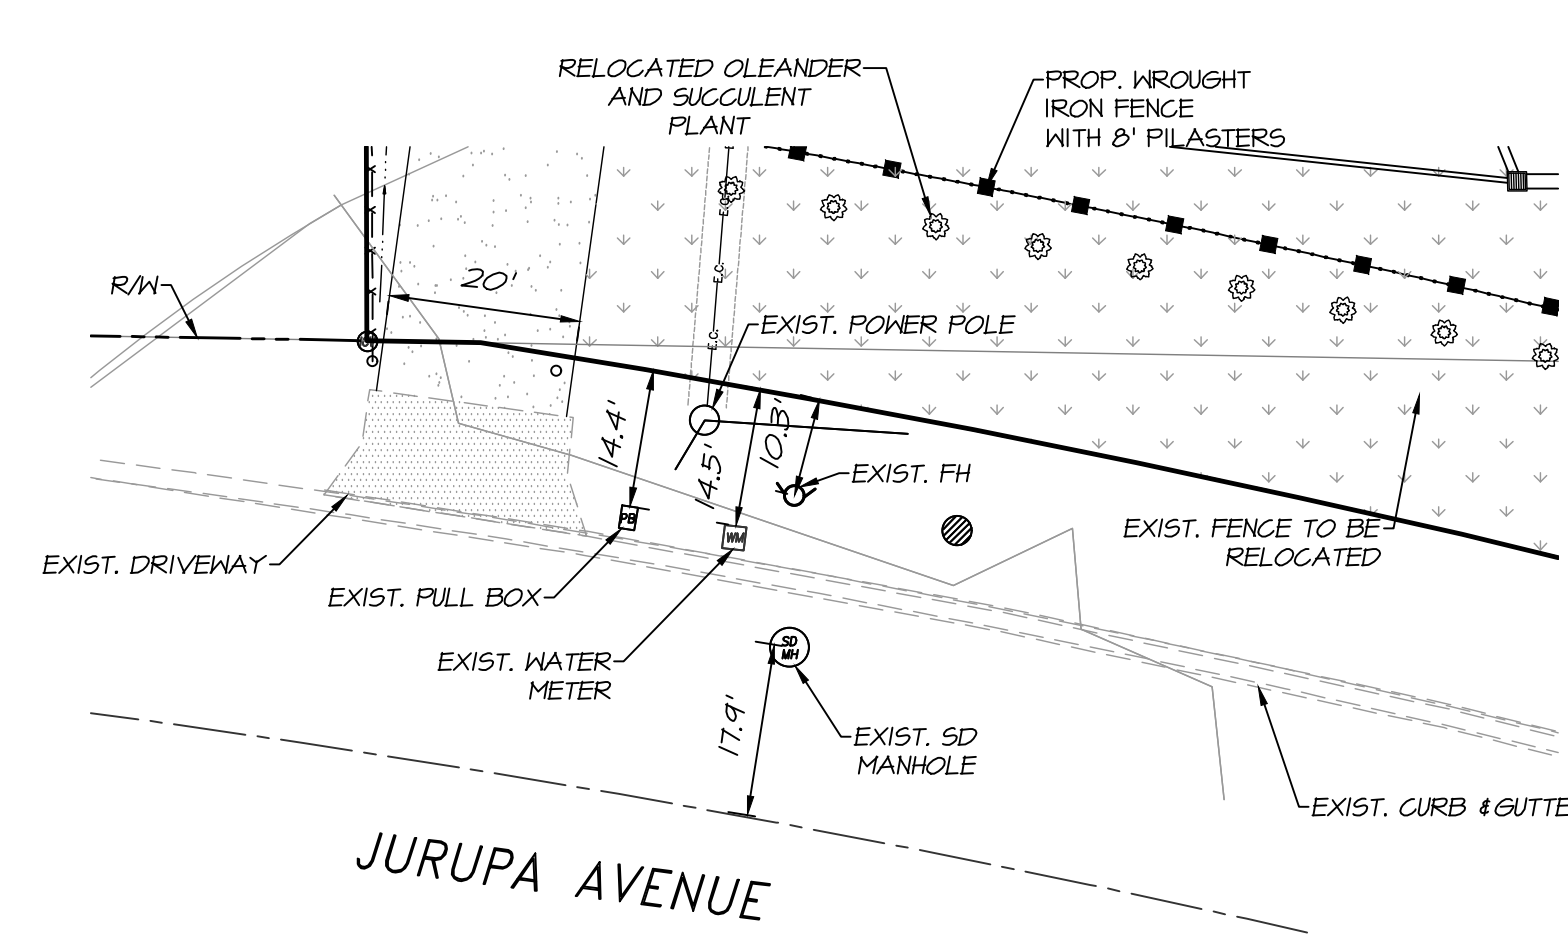 RELOCATED OLEANDER
AND SUCCULENT
PLANT
PROP. WROUGHT
IRON FENCE
WITH 8' PILASTERS
E.C.
R/W
20'
E.C.
EXIST. POWER POLE
E.C.
14.4'
14.5'
10.3'
EXIST. FH
PB
WM
EXIST. FENCE TO BE
RELOCATED
EXIST. DRIVEWAY
EXIST. PULL BOX
EXIST. WATER
METER
SD
MH
17.9'
EXIST. SD
MANHOLE
EXIST. CURB & GUTTE
JURUPA AVENUE